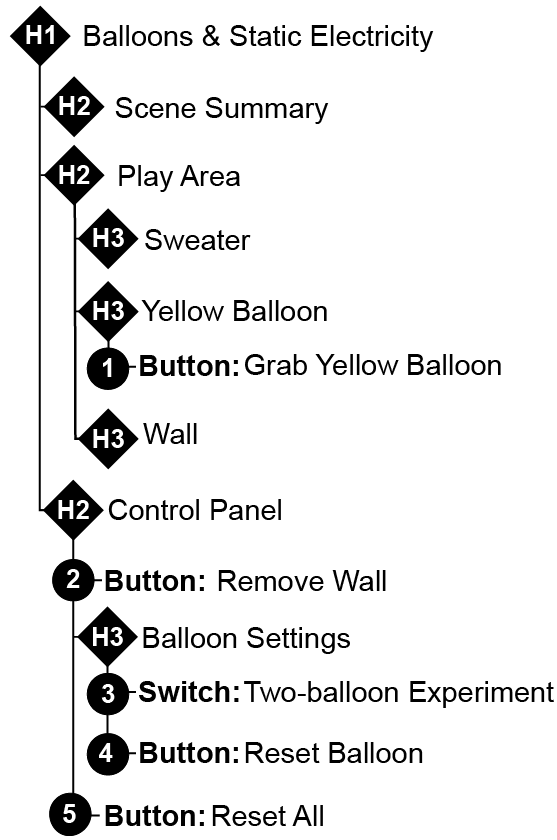 H1 Balloons & Static Electricity
H2 Scene Summary
H2 Play Area
H3 Sweater
H3 Yellow Balloon
1 Button: Grab Yellow Balloon
H3 Wall
H2 Control Panel
2 Button: Remove Wall
H3 Balloon Settings
3 Switch: Two-balloon Experiment
4 Button: Reset Balloon
5 Button: Reset All